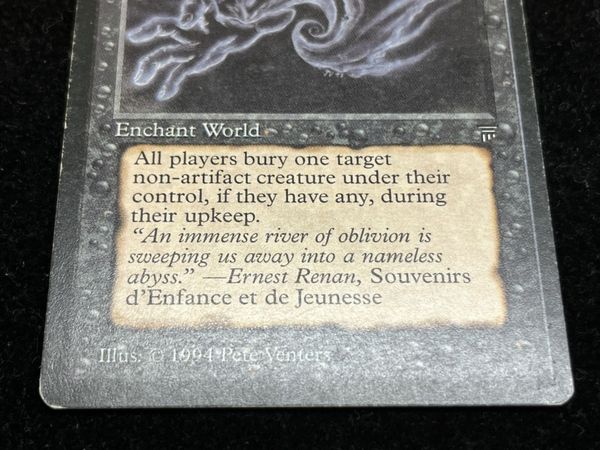 Enchant World
All players bury one target
non-artifact creature under their
control, if they have any, during
their upkeep.
“An immense river of oblivion is
sweeping us away into a nameless
abyss.” —Ernest Renan, Souvenirs
d’Enfance et de Jeunesse
Illus. © 1994 Pete Venters